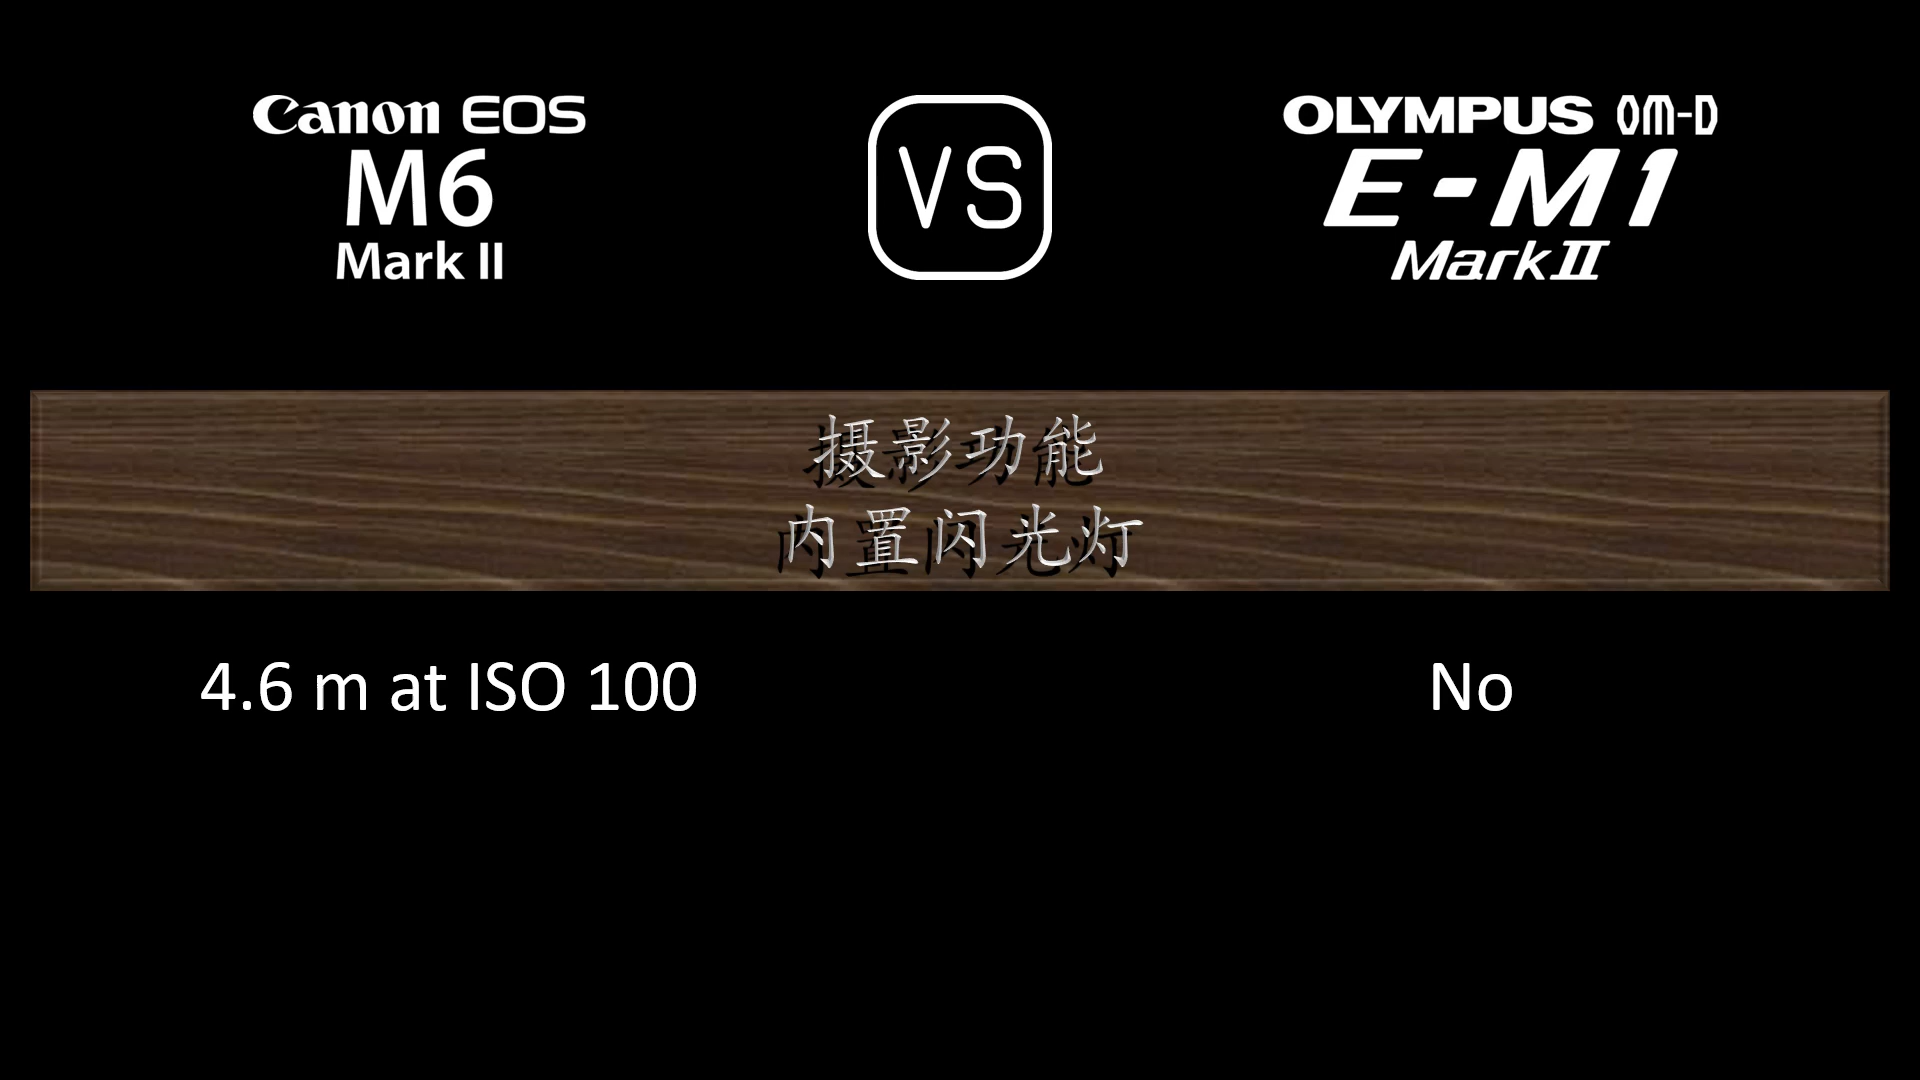 Canon EOS
M6
Mark II
VS
OLYMPUS OM-D
E-M1
Mark II
摄影功能
内置闪光灯
4.6 m at ISO 100
No